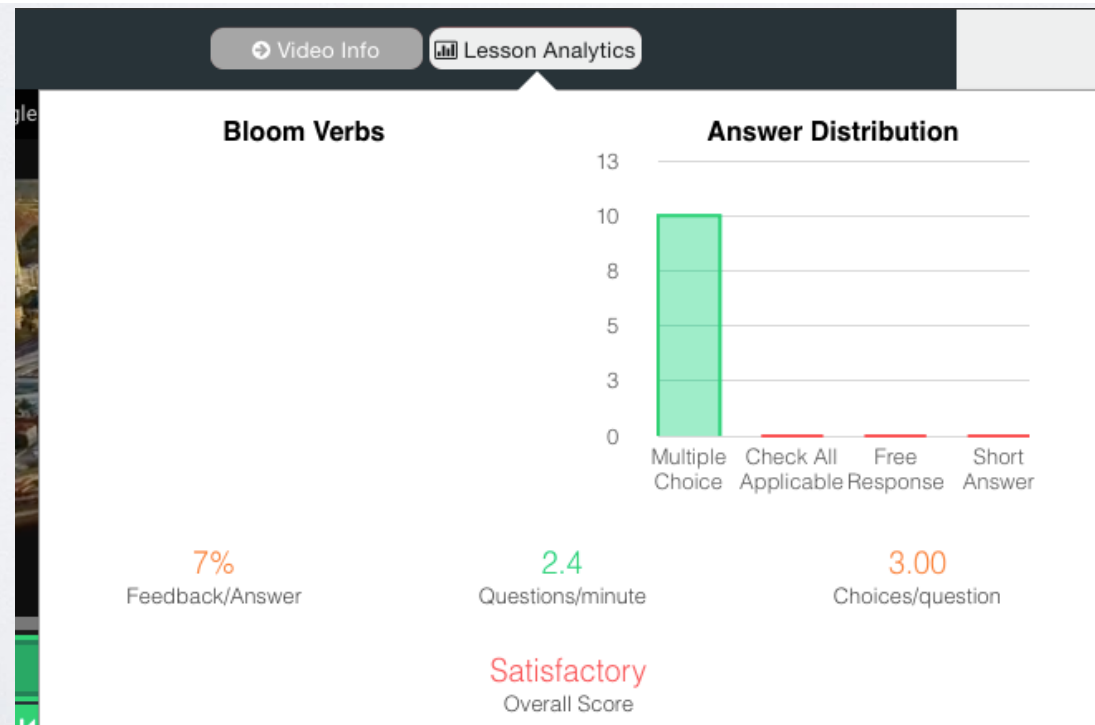 Video Info
Lesson Analytics
gle
Bloom Verbs
Answer Distribution
13
10
8
5
3
0
Multiple Choice
Check All Applicable
Free Response
Short Answer
7%
Feedback/Answer
2.4
Questions/minute
3.00
Choices/question
Satisfactory
Overall Score